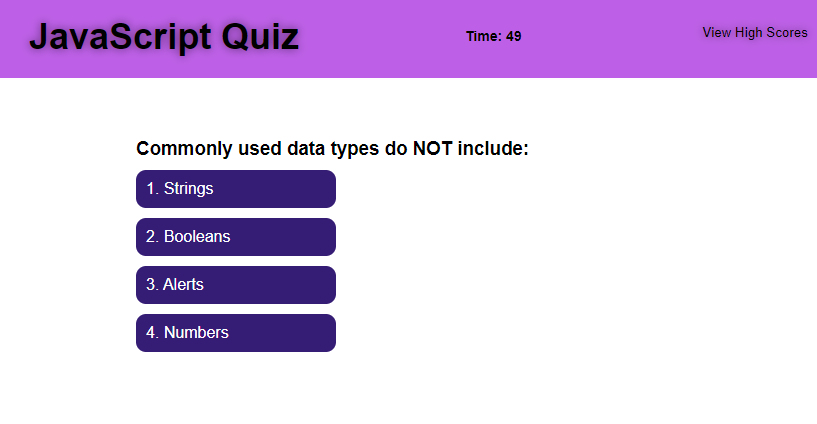 JavaScript Quiz
Time: 49
View High Scores
Commonly used data types do NOT include:
1. Strings
2. Booleans
3. Alerts
4. Numbers